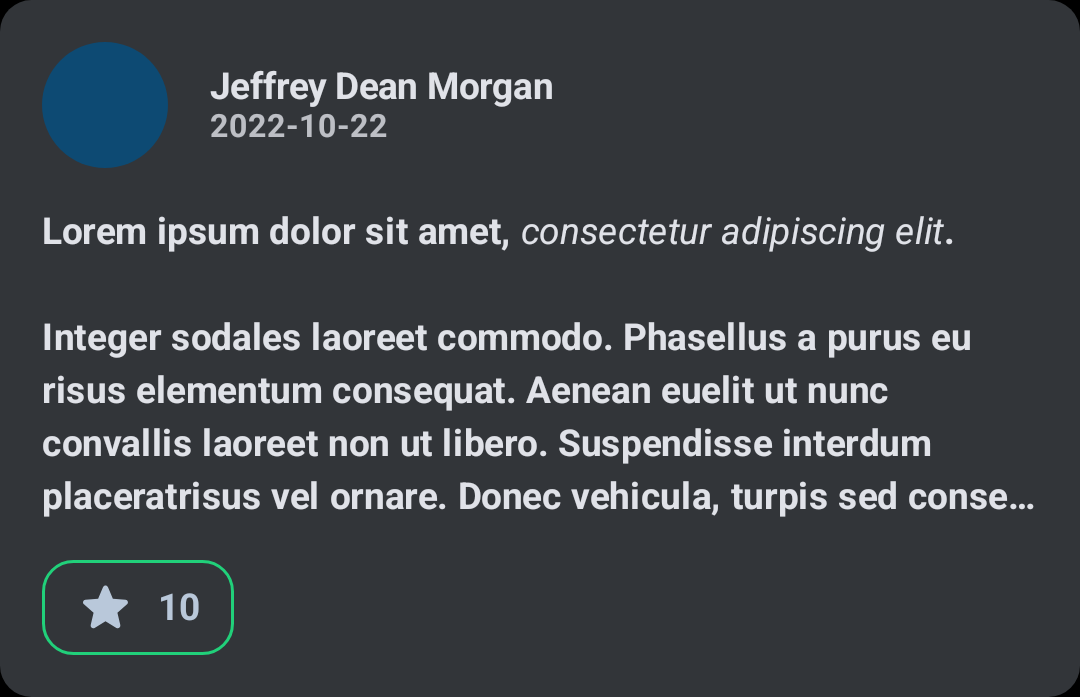 Jeffrey Dean Morgan
2022-10-22
Lorem ipsum dolor sit amet, consectetur adipiscing elit.
Integer sodales laoreet commodo. Phasellus a purus eu
risus elementum consequat. Aenean euelit ut nunc
convallis laoreet non ut libero. Suspendisse interdum
placeratrisus vel ornare. Donec vehicula, turpis sed conse…
10